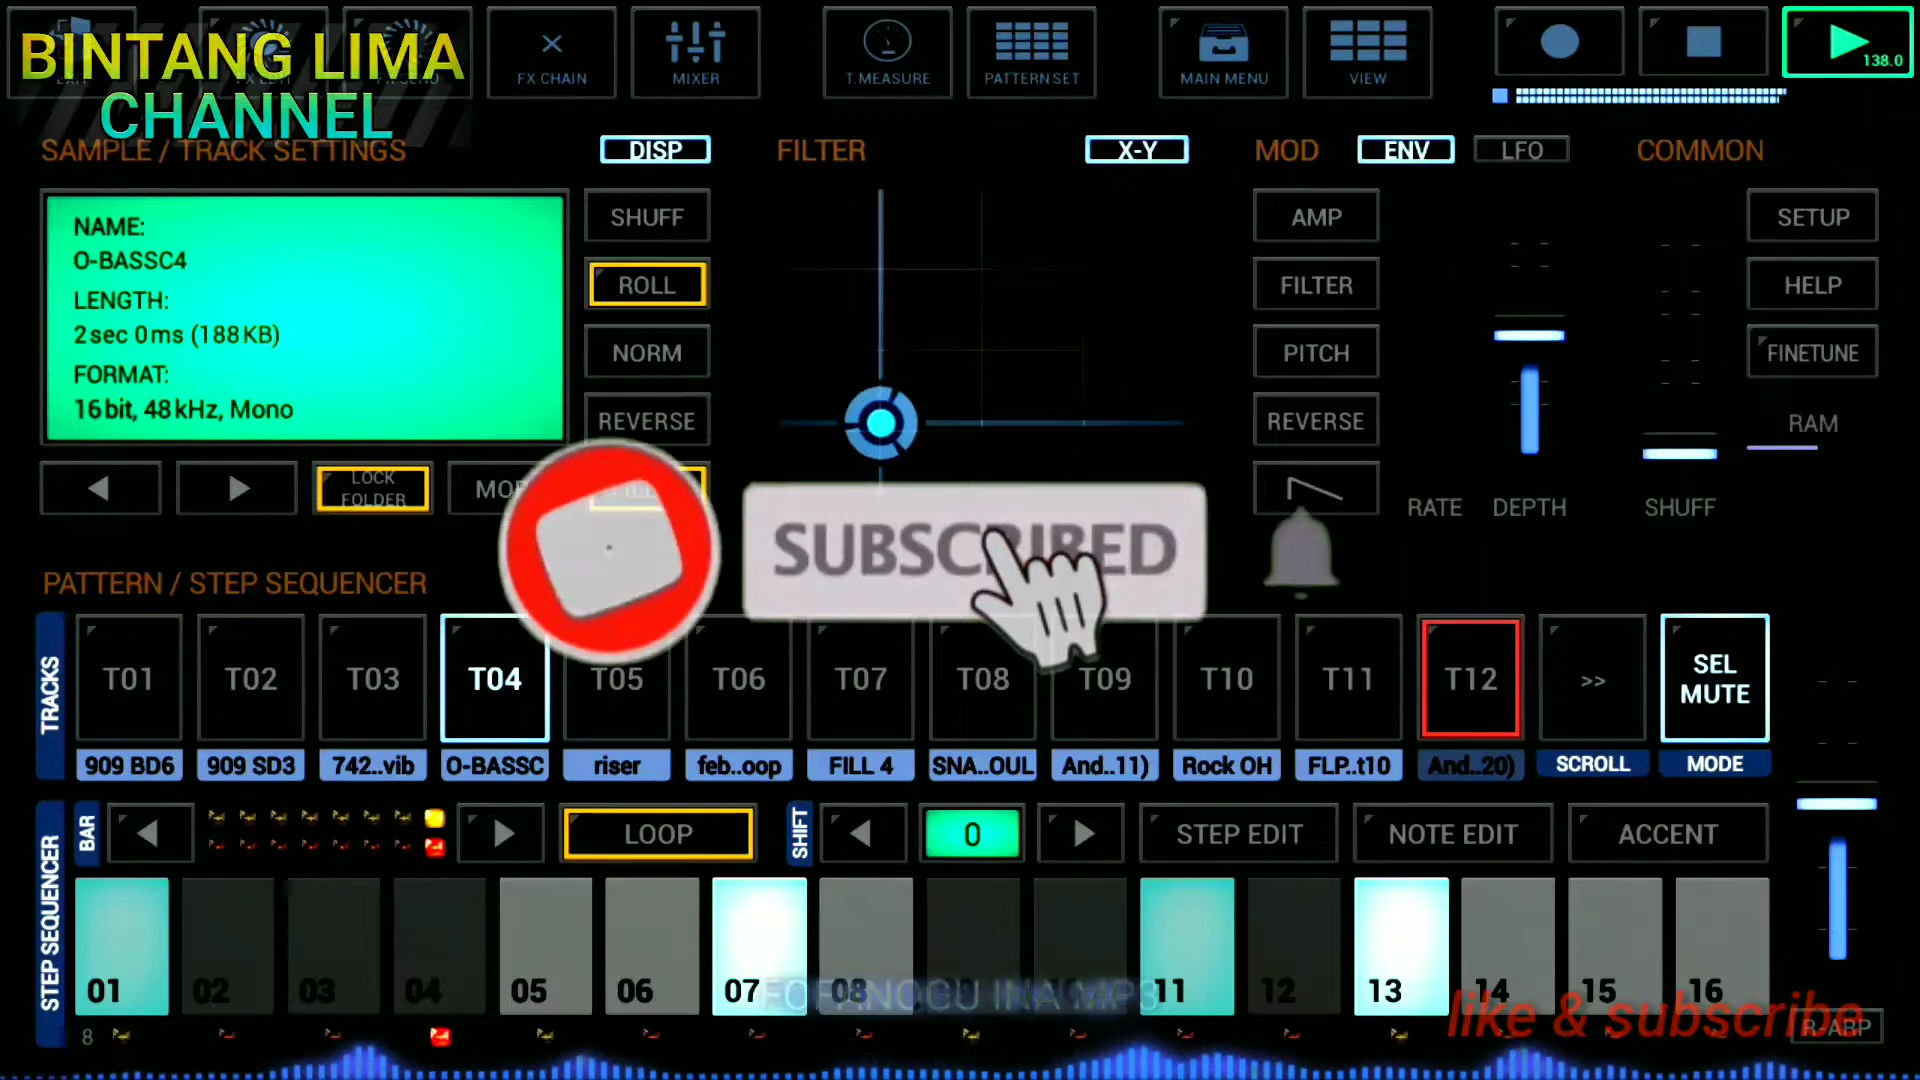 BINTANG LIMA
CHANNEL
FX CHAIN
MIXER
T.MEASURE
PATTERN SET
MAIN MENU
VIEW
138.0
SAMPLE / TRACK SETTINGS
DISP
FILTER
X-Y
MOD
ENV
LFO
COMMON
NAME:
O-BASSC4
LENGTH:
2sec 0ms (188KB)
FORMAT:
16bit, 48kHz, Mono
SHUFF
ROLL
NORM
REVERSE
AMP
FILTER
PITCH
REVERSE
SETUP
HELP
FINETUNE
RAM
LOCK
FOLDER
RATE
DEPTH
SHUFF
SUBSCRIBED
PATTERN / STEP SEQUENCER
TRACKS
T01
T02
T03
T04
T05
T06
T07
T08
T09
T10
T11
T12
>>
SEL
MUTE
909 BD6
909 SD3
742..vib
O-BASSC
riser
feb..oop
FILL 4
SNA..OUL
And..11)
Rock OH
FLP..t10
And..20)
SCROLL
MODE
STEP SEQUENCER
BAR
LOOP
SHIFT
0
STEP EDIT
NOTE EDIT
ACCENT
01
02
03
04
05
06
07
08
11
12
13
14
15
16
like & subscribe
R-ARP
8